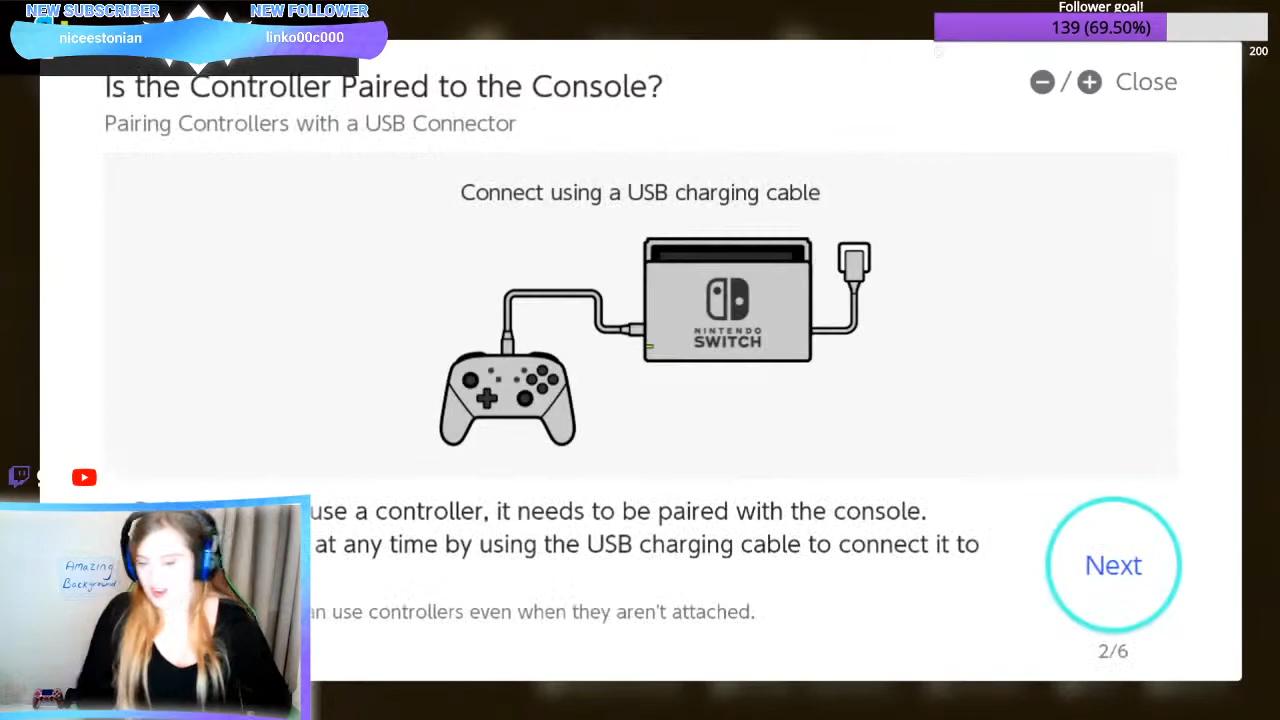 NEW SUBSCRIBER
NEW FOLLOWER
niceestonian
linko00c000
Follower goal!
139 (69.50%)
200
Is the Controller Paired to the Console?
Pairing Controllers with a USB Connector
Close
Connect using a USB charging cable
NINTENDO
SWITCH
use a controller, it needs to be paired with the console.
at any time by using the USB charging cable to connect it to
can use controllers even when they aren't attached.
Next
2/6
Amazing
Background